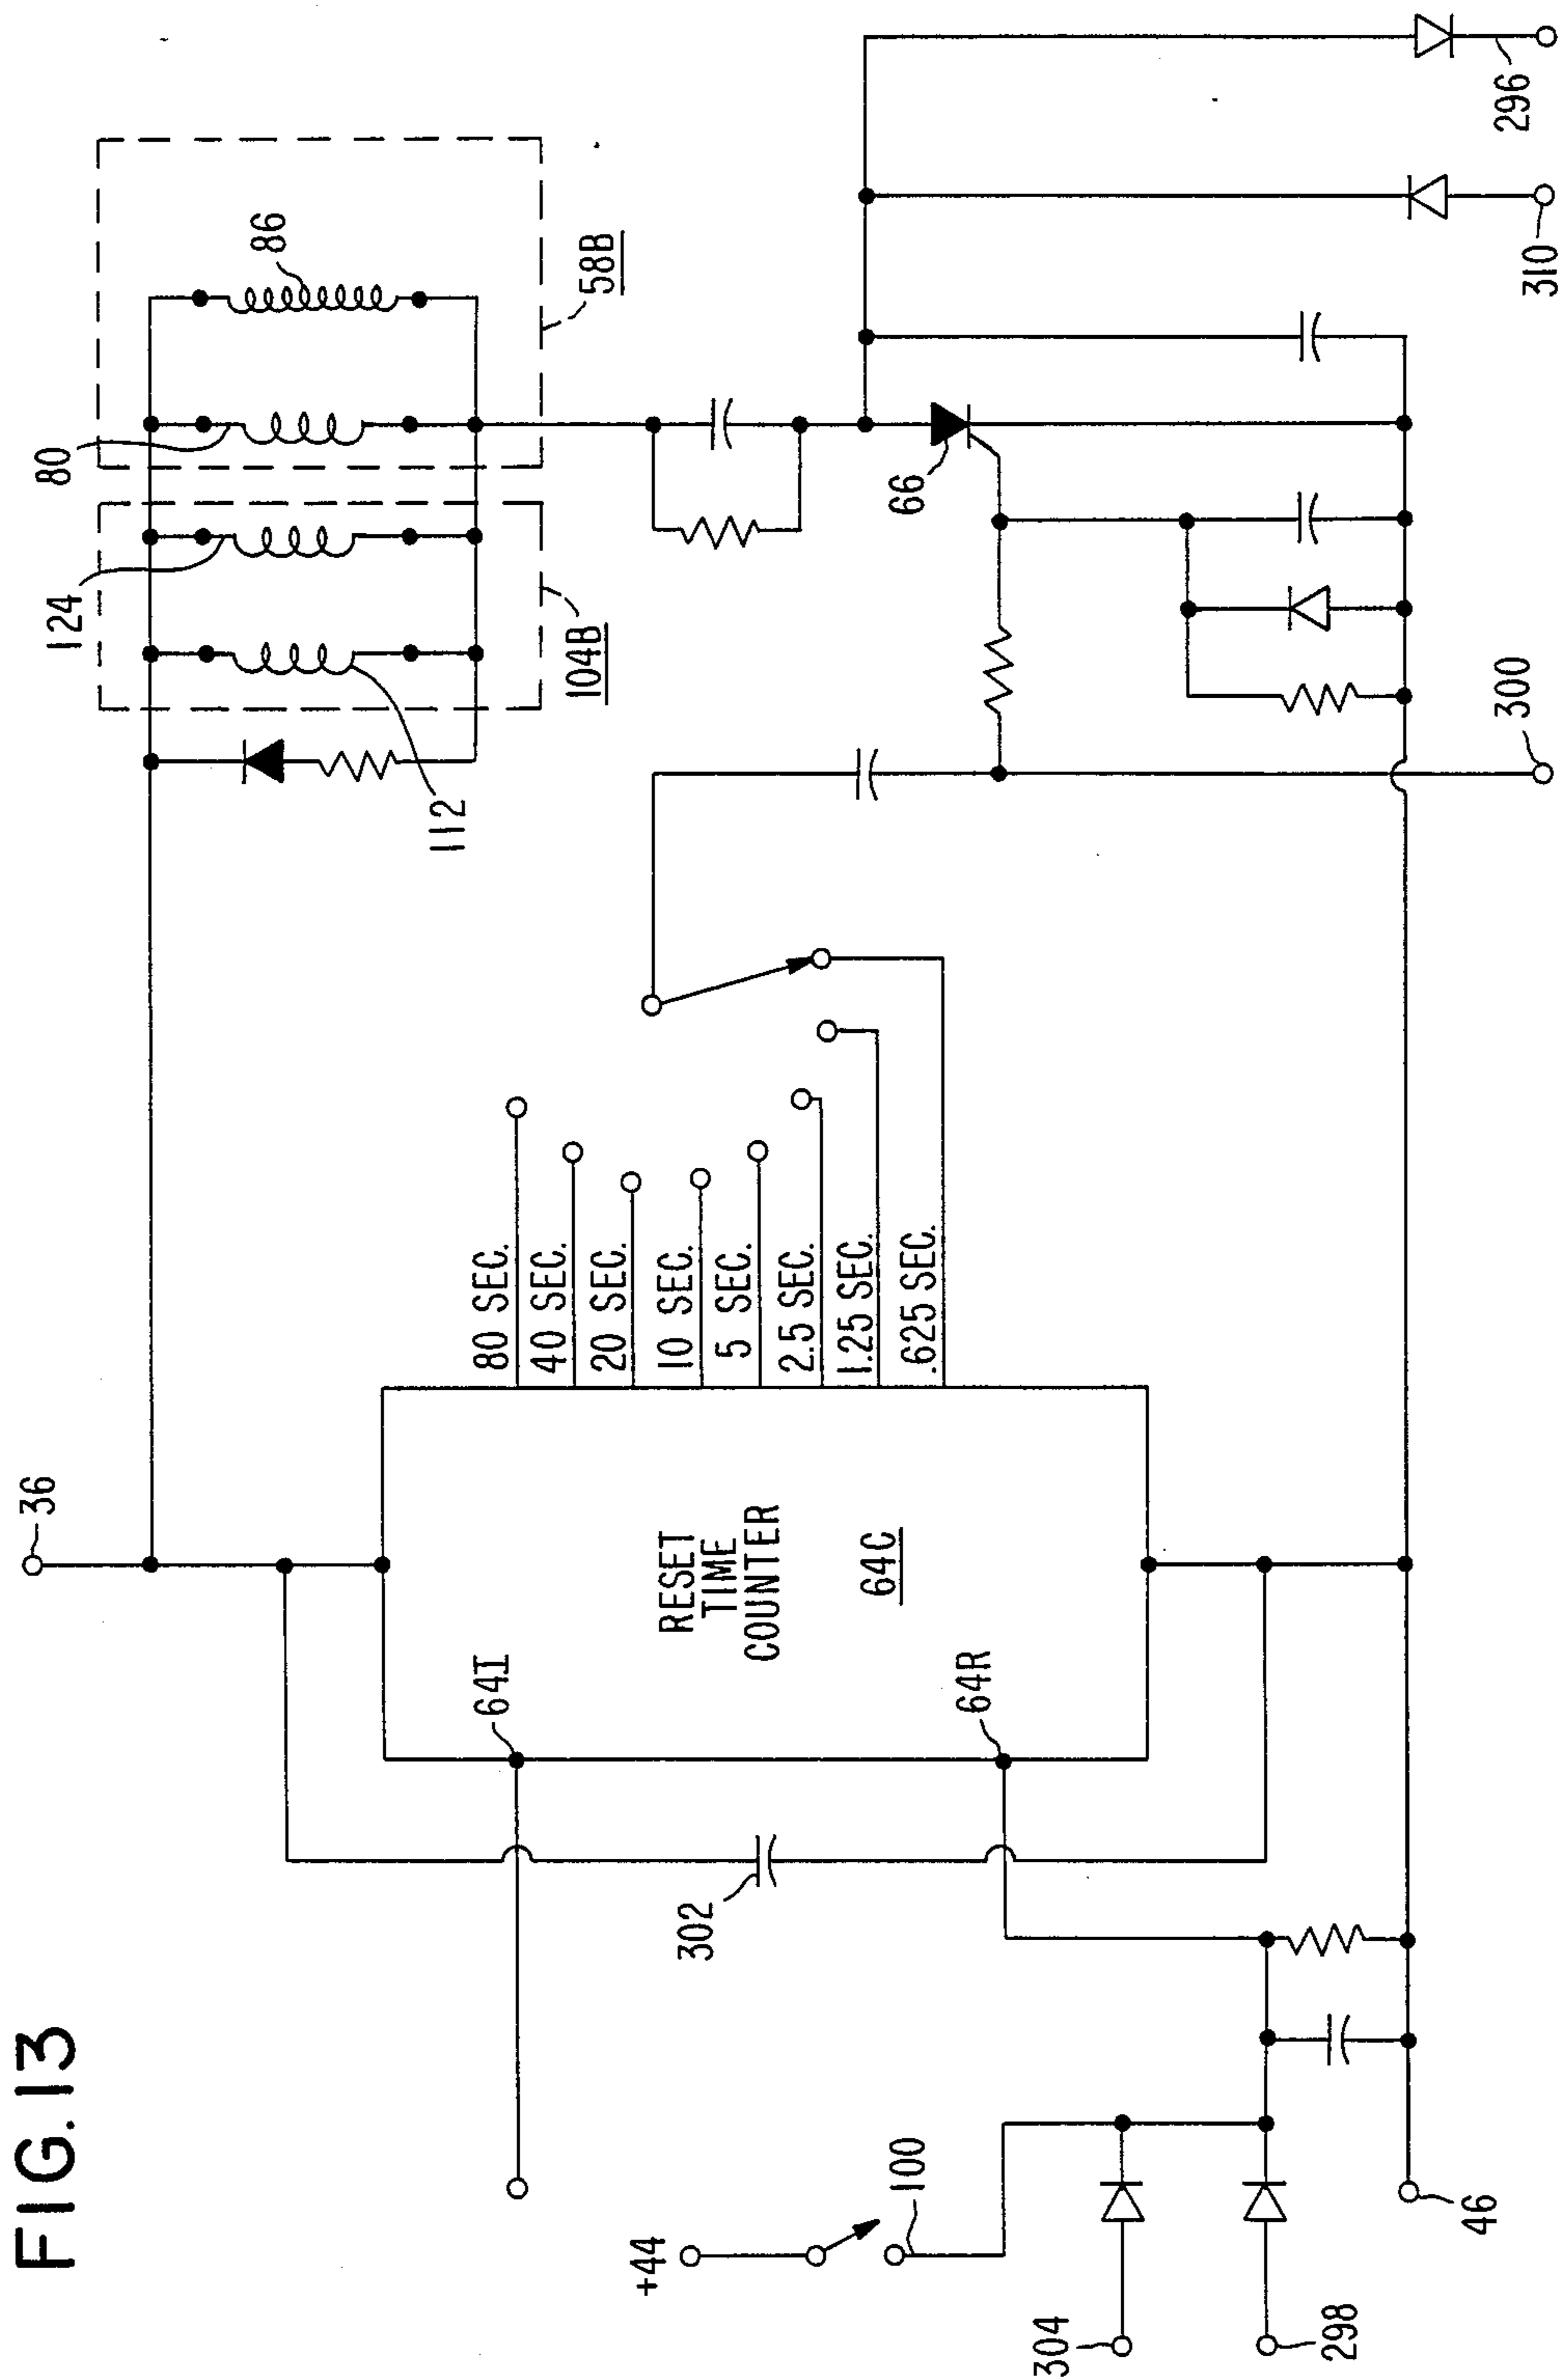 FIG. 13
36
80
86
124
58B
104B
112
66
80 SEC.
40 SEC.
20 SEC.
10 SEC.
5 SEC.
2.5 SEC.
1.25 SEC.
.625 SEC.
64I
RESET
TIME
COUNTER
64C
64R
302
+44
100
304
298
46
300
310
296